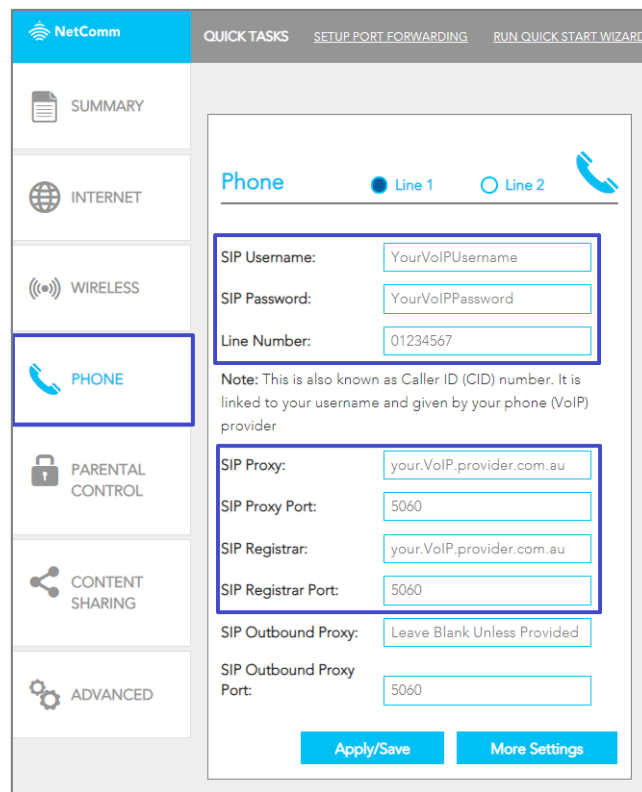 NetComm
QUICK TASKS SETUP PORT FORWARDING RUN QUICK START WIZARD
SUMMARY
INTERNET
WIRELESS
PHONE
PARENTAL
CONTROL
CONTENT
SHARING
ADVANCED
Phone Line 1 Line 2
SIP Username: YourVoIPUsername
SIP Password: YourVoIPPassword
Line Number: 01234567
Note: This is also known as Caller ID (CID) number. It is
linked to your username and given by your phone (VoIP)
provider
SIP Proxy: your.VoIP.provider.com.au
SIP Proxy Port: 5060
SIP Registrar: your.VoIP.provider.com.au
SIP Registrar Port: 5060
SIP Outbound Proxy: Leave Blank Unless Provided
SIP Outbound Proxy
Port: 5060
Apply/Save More Settings